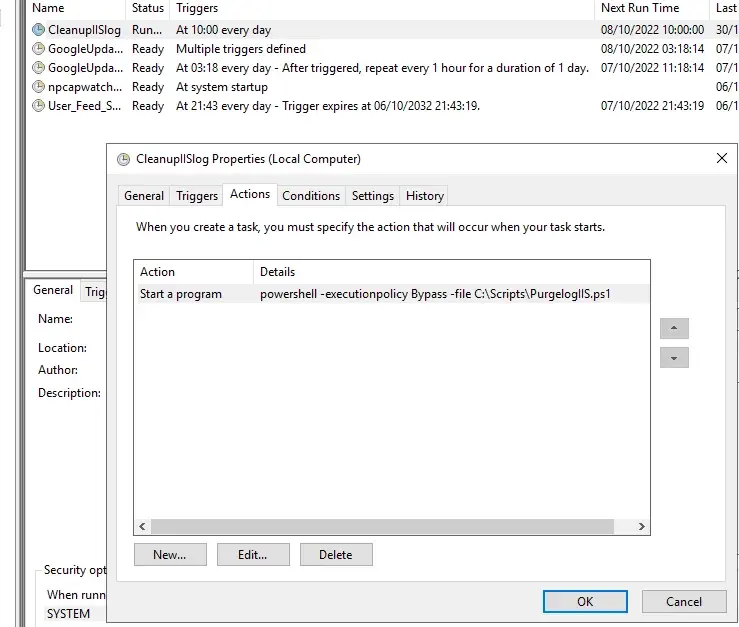 Name Status Triggers Next Run Time Last
CleanupIISlog Run... At 10:00 every day 08/10/2022 10:00:00 30/1
GoogleUpda... Ready Multiple triggers defined 08/10/2022 03:18:14 07/1
GoogleUpda... Ready At 03:18 every day - After triggered, repeat every 1 hour for a duration of 1 day. 07/10/2022 11:18:14 07/1
npcapwatch... Ready At system startup 06/1
User_Feed_S... Ready At 21:43 every day - Trigger expires at 06/10/2032 21:43:19. 07/10/2022 21:43:19 06/1
CleanupIISlog Properties (Local Computer)
General Triggers Actions Conditions Settings History
When you create a task, you must specify the action that will occur when your task starts.
Action Details
Start a program powershell -executionpolicy Bypass -file C:\Scripts\PurgelogIIS.ps1
New... Edit... Delete
OK Cancel
General Trig
Name:
Location:
Author:
Description:
Security opt
When runn
SYSTEM